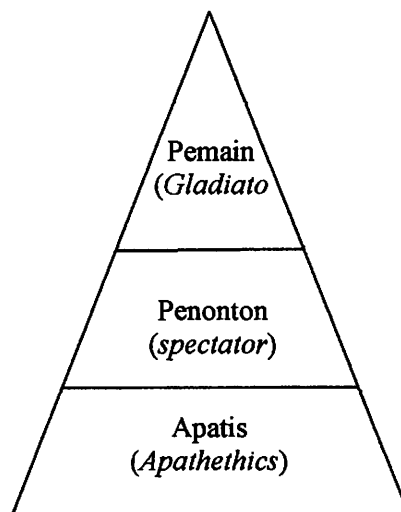 Pemain
(Gladiato
Penonton
(spectator)
Apatis
(Apathethics)